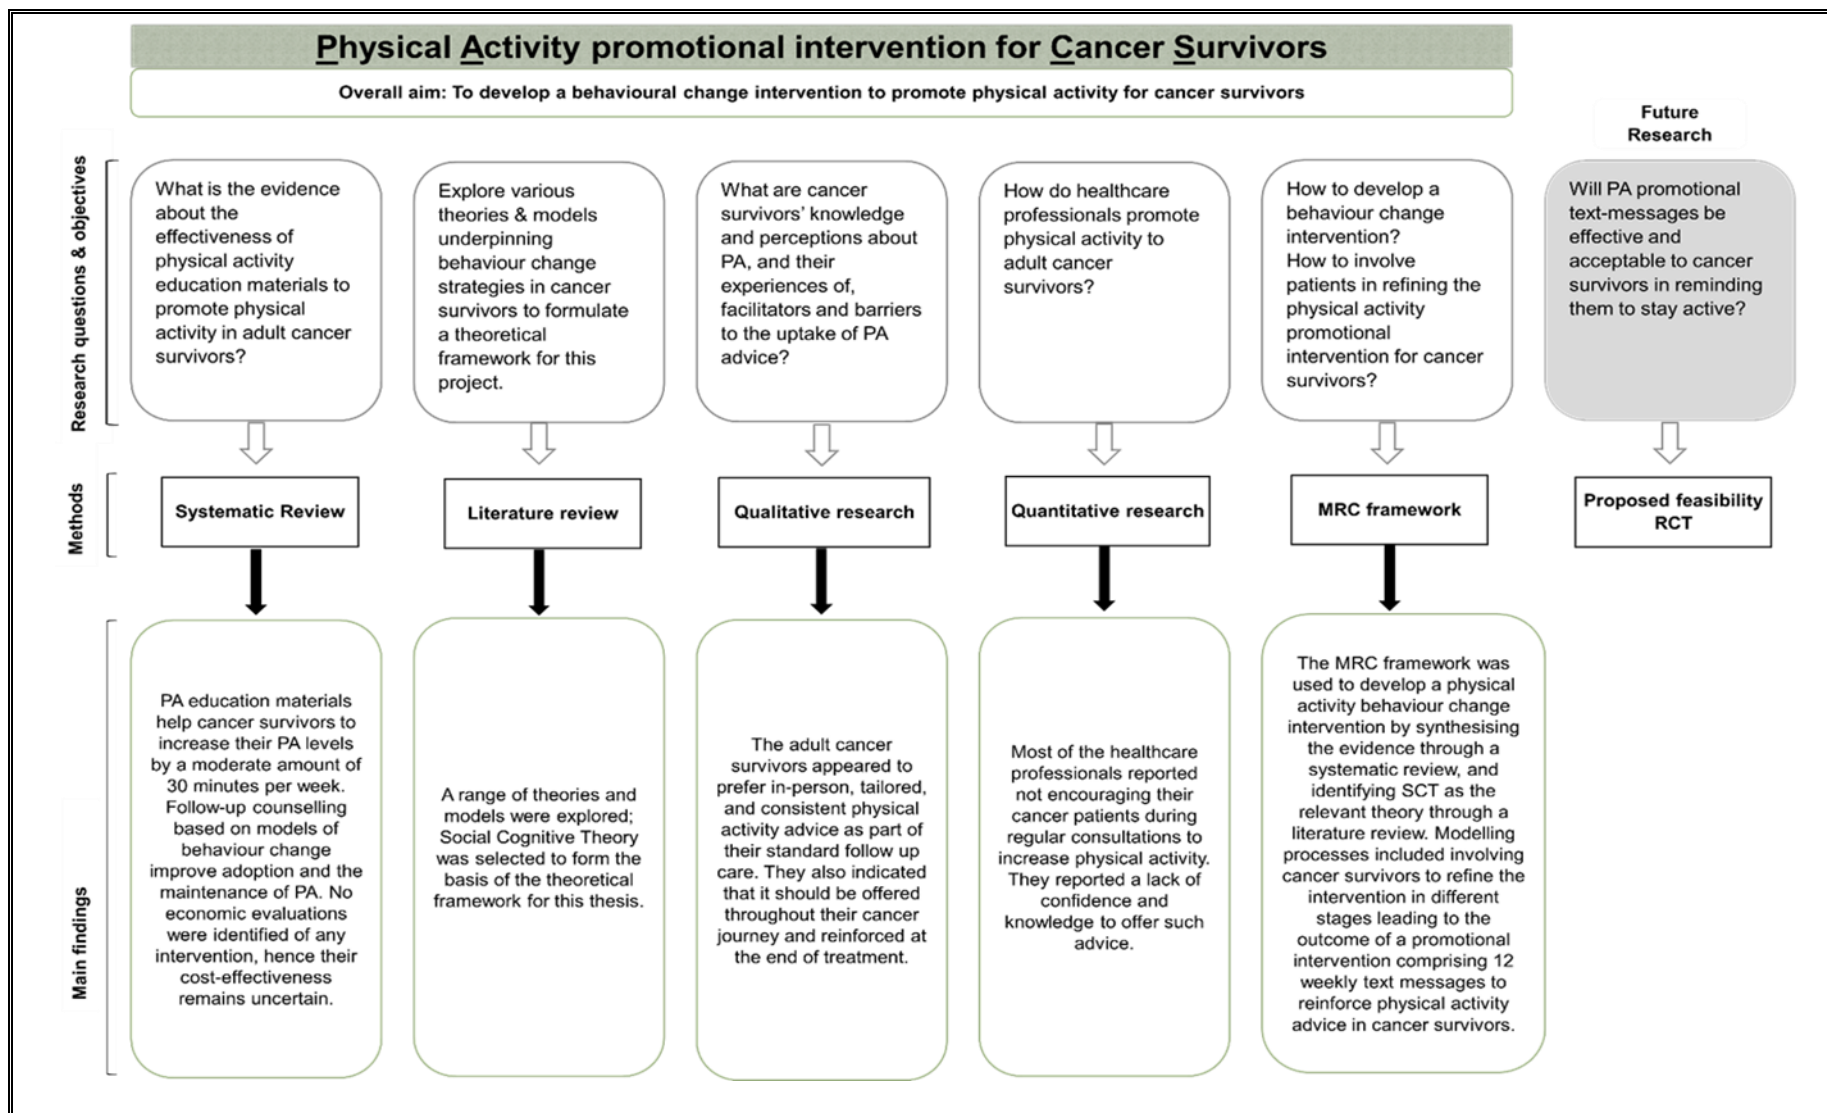 Physical Activity promotional intervention for Cancer Survivors
Overall aim: To develop a behavioural change intervention to promote physical activity for cancer survivors
Future
Research
Research questions & objectives
What is the evidence
about the
effectiveness of
physical activity
education materials to
promote physical
activity in adult cancer
survivors?
Explore various
theories & models
underpinning
behaviour change
strategies in cancer
survivors to formulate
a theoretical
framework for this
project.
What are cancer
survivors' knowledge
and perceptions about
PA, and their
experiences of,
facilitators and barriers
to the uptake of PA
advice?
How do healthcare
professionals promote
physical activity to
adult cancer
survivors?
How to develop a
behaviour change
intervention?
How to involve
patients in refining the
physical activity
promotional
intervention for cancer
survivors?
Will PA promotional
text-messages be
effective and
acceptable to cancer
survivors in reminding
them to stay active?
Methods
Systematic Review
Literature review
Qualitative research
Quantitative research
MRC framework
Proposed feasibility
RCT
Main findings
PA education materials
help cancer survivors to
increase their PA levels
by a moderate amount of
30 minutes per week.
Follow-up counselling
based on models of
behaviour change
improve adoption and the
maintenance of PA. No
economic evaluations
were identified of any
intervention, hence their
cost-effectiveness
remains uncertain.
A range of theories and
models were explored;
Social Cognitive Theory
was selected to form the
basis of the theoretical
framework for this thesis.
The adult cancer
survivors appeared to
prefer in-person, tailored,
and consistent physical
activity advice as part of
their standard follow up
care. They also indicated
that it should be offered
throughout their cancer
journey and reinforced at
the end of treatment.
Most of the healthcare
professionals reported
not encouraging their
cancer patients during
regular consultations to
increase physical activity.
They reported a lack of
confidence and
knowledge to offer such
advice.
The MRC framework was
used to develop a physical
activity behaviour change
intervention by synthesising
the evidence through a
systematic review, and
identifying SCT as the
relevant theory through a
literature review. Modelling
processes included involving
cancer survivors to refine the
intervention in different
stages leading to the
outcome of a promotional
intervention comprising 12
weekly text messages to
reinforce physical activity
advice in cancer survivors.